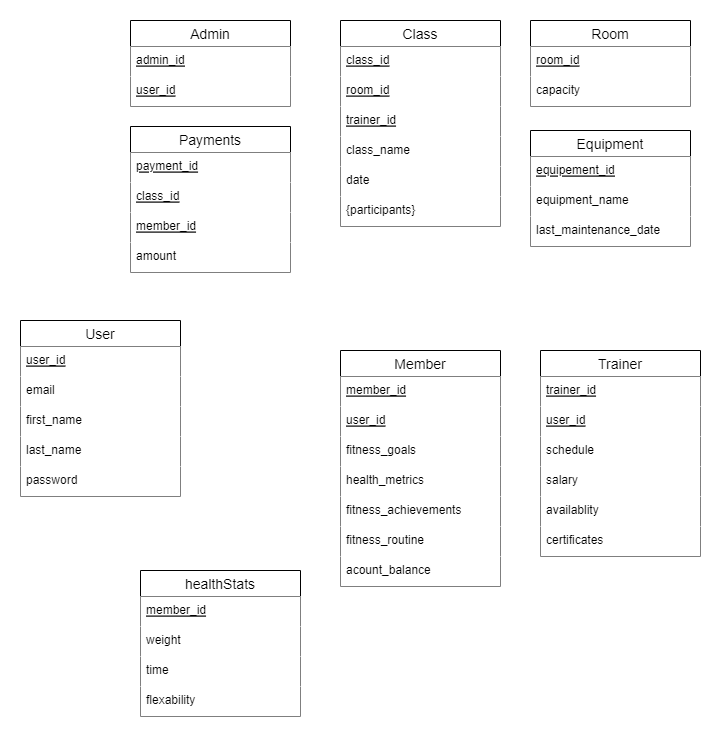 Admin
admin_id
user_id
Class
class_id
room_id
trainer_id
class_name
date
{participants}
Room
room_id
capacity
Payments
payment_id
class_id
member_id
amount
Equipment
equipement_id
equipment_name
last_maintenance_date
User
user_id
email
first_name
last_name
password
Member
member_id
user_id
fitness_goals
health_metrics
fitness_achievements
fitness_routine
acount_balance
Trainer
trainer_id
user_id
schedule
salary
availablity
certificates
healthStats
member_id
weight
time
flexability